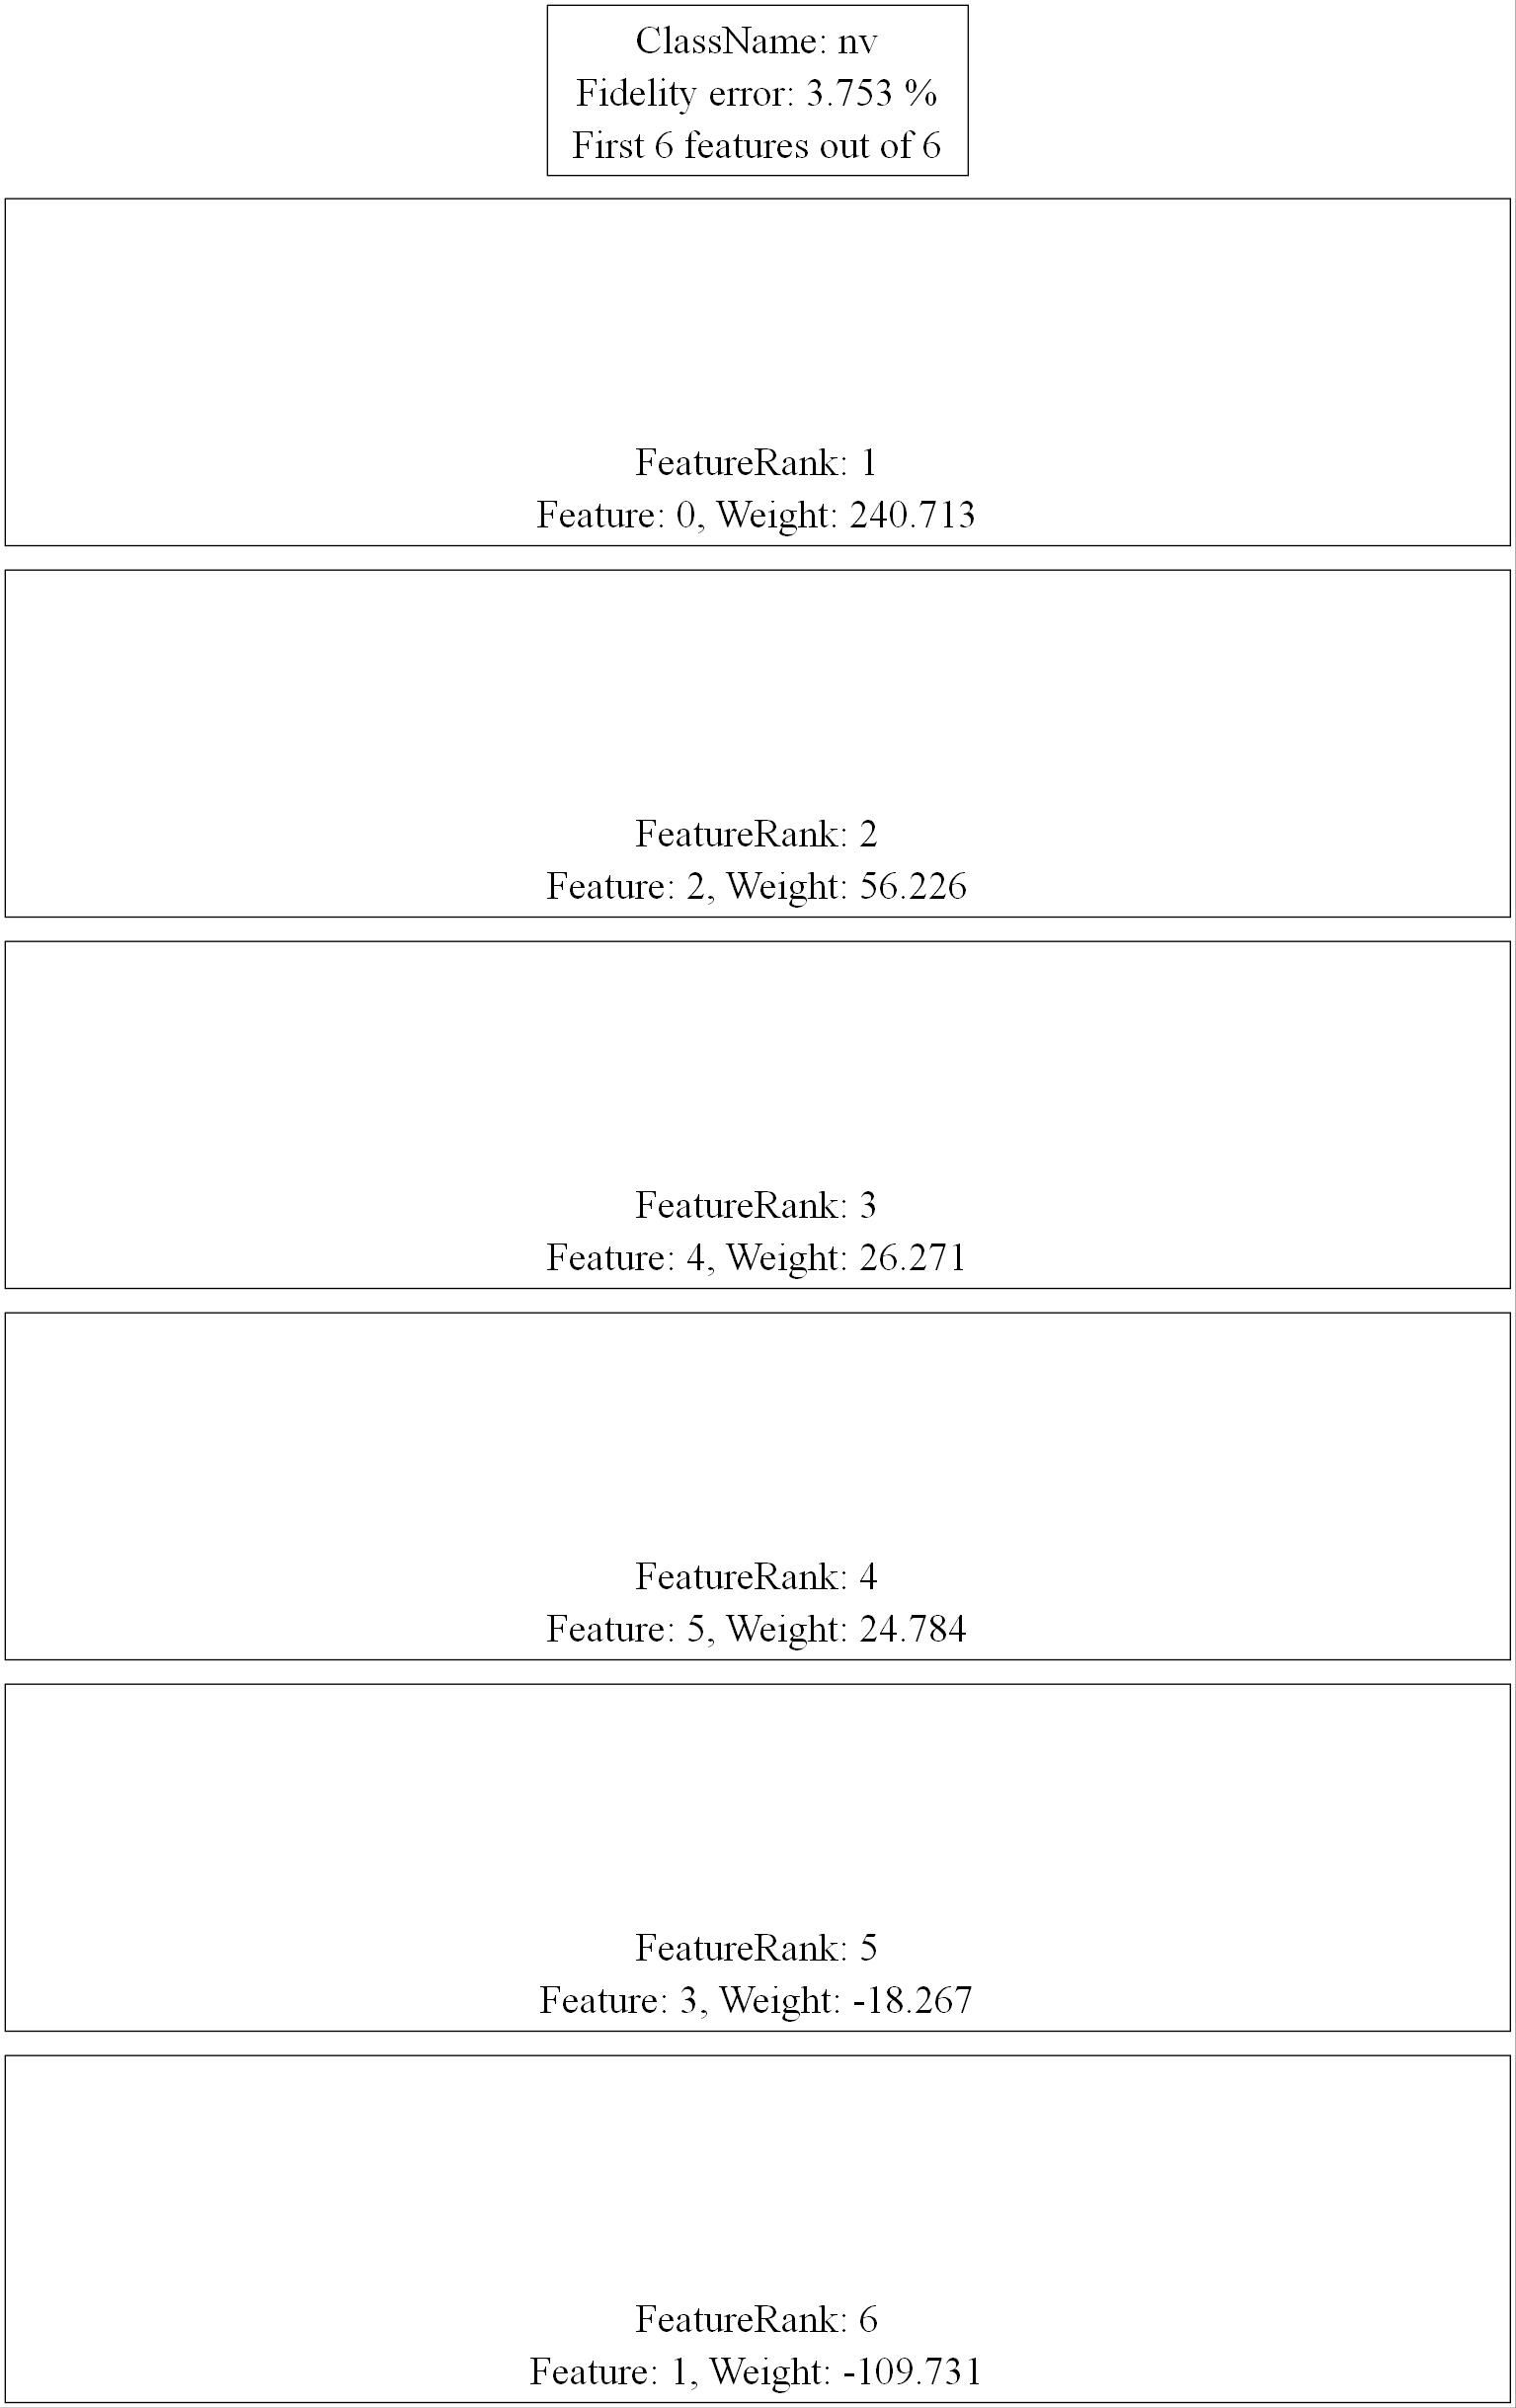 ClassName: nv
Fidelity error: 3.753 %
First 6 features out of 6
FeatureRank: 1
Feature: 0, Weight: 240.713
FeatureRank: 2
Feature: 2, Weight: 56.226
FeatureRank: 3
Feature: 4, Weight: 26.271
FeatureRank: 4
Feature: 5, Weight: 24.784
FeatureRank: 5
Feature: 3, Weight: -18.267
FeatureRank: 6
Feature: 1, Weight: -109.731